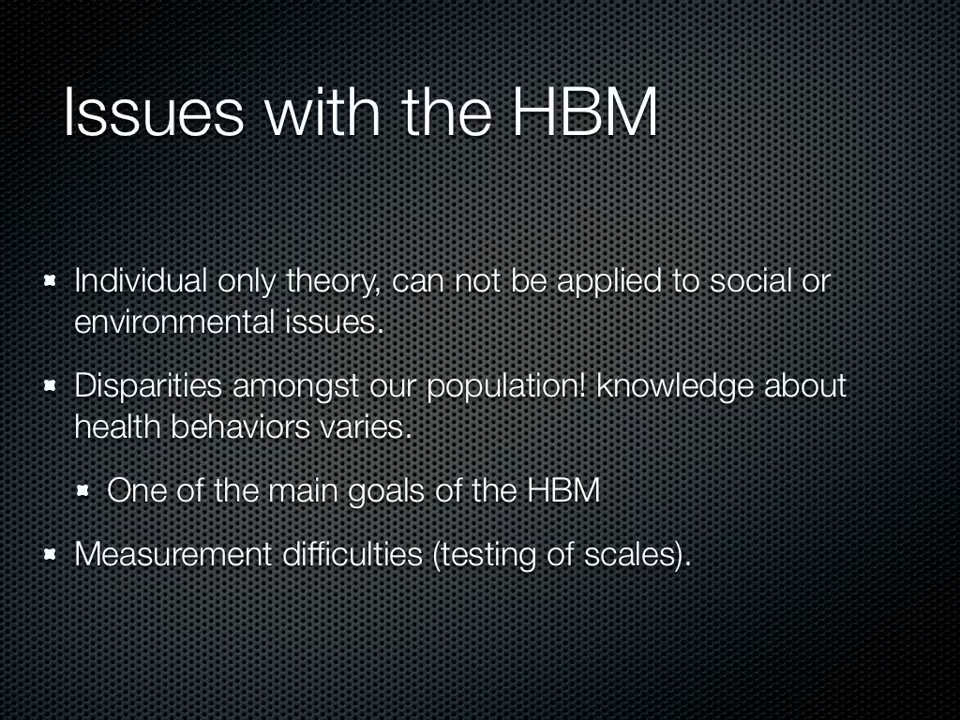 Issues with the HBM
Individual only theory, can not be applied to social or
environmental issues.
Disparities amongst our population! knowledge about
health behaviors varies.
One of the main goals of the HBM
Measurement difficulties (testing of scales).